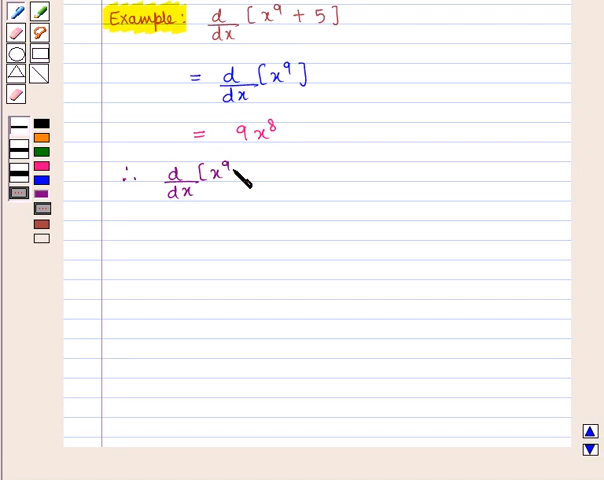 Example: d/dx [x⁹ + 5]
= d/dx [x⁹]
= 9x⁸
∴ d/dx [x⁹